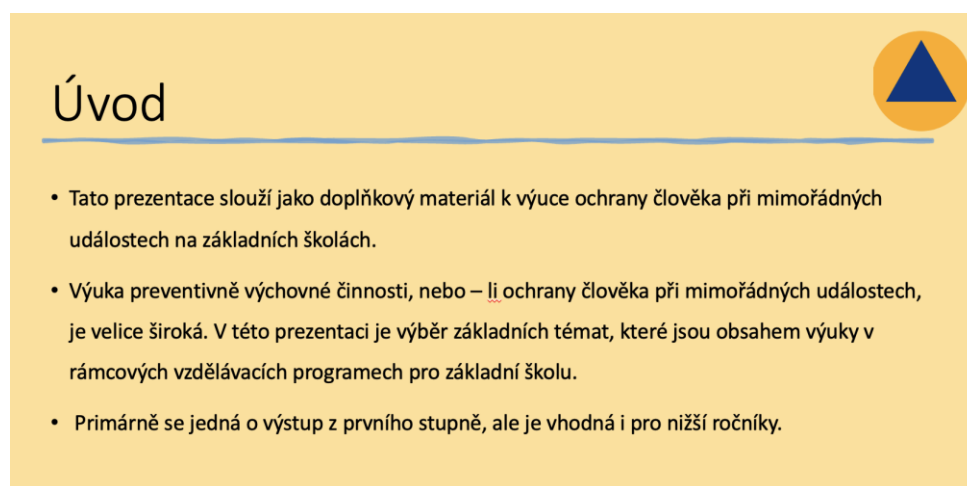 Úvod
• Tato prezentace slouží jako doplňkový materiál k výuce ochrany člověka při mimořádných
událostech na základních školách.
• Výuka preventivně výchovné činnosti, nebo – li ochrany člověka při mimořádných událostech,
je velice široká. V této prezentaci je výběr základních témat, které jsou obsahem výuky v
rámcových vzdělávacích programech pro základní školu.
• Primárně se jedná o výstup z prvního stupně, ale je vhodná i pro nižší ročníky.